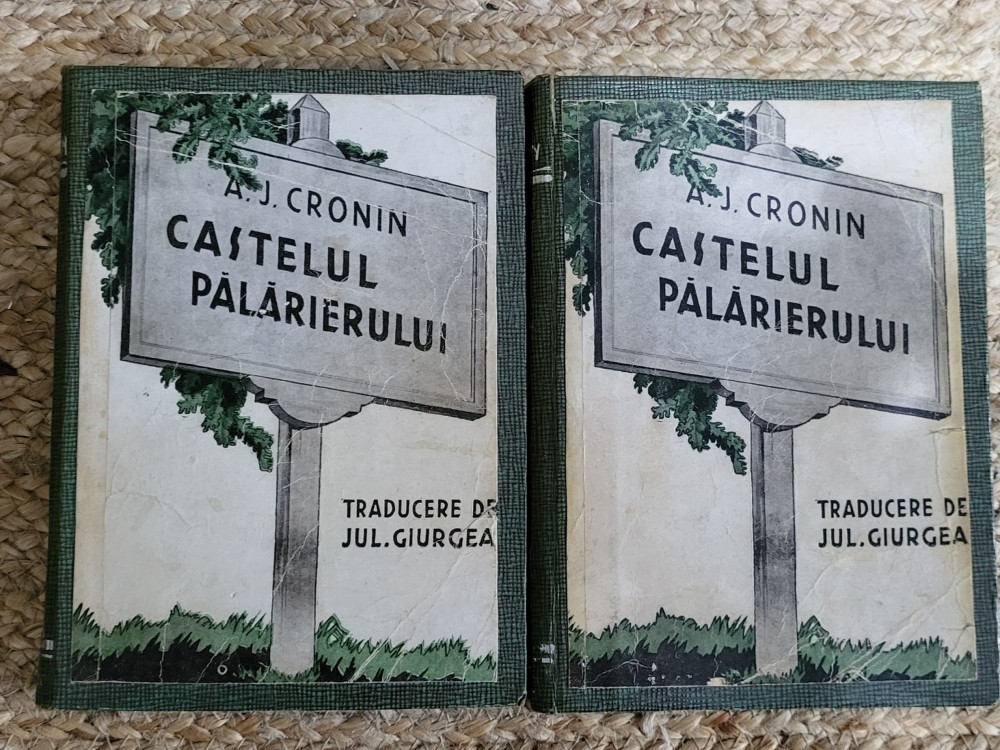 A. J. CRONIN
CASTELUL
PĂLĂRIERULUI
TRADUCERE DE
JUL. GIURGEA
A. J. CRONIN
CASTELUL
PĂLĂRIERULUI
TRADUCERE DE
JUL. GIURGEA